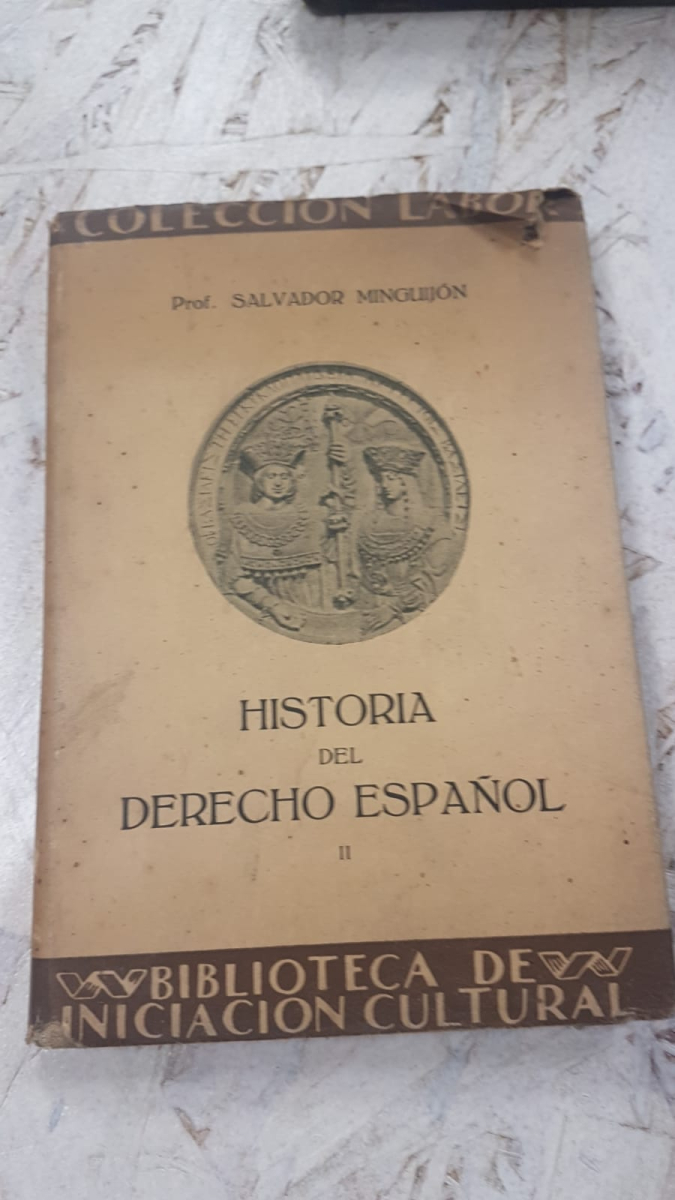 COLECCIÓN LABOR
Prof. SALVADOR MINGUIJÓN
HISTORIA
DEL
DERECHO ESPAÑOL
II
BIBLIOTECA DE
INICIACIÓN CULTURAL